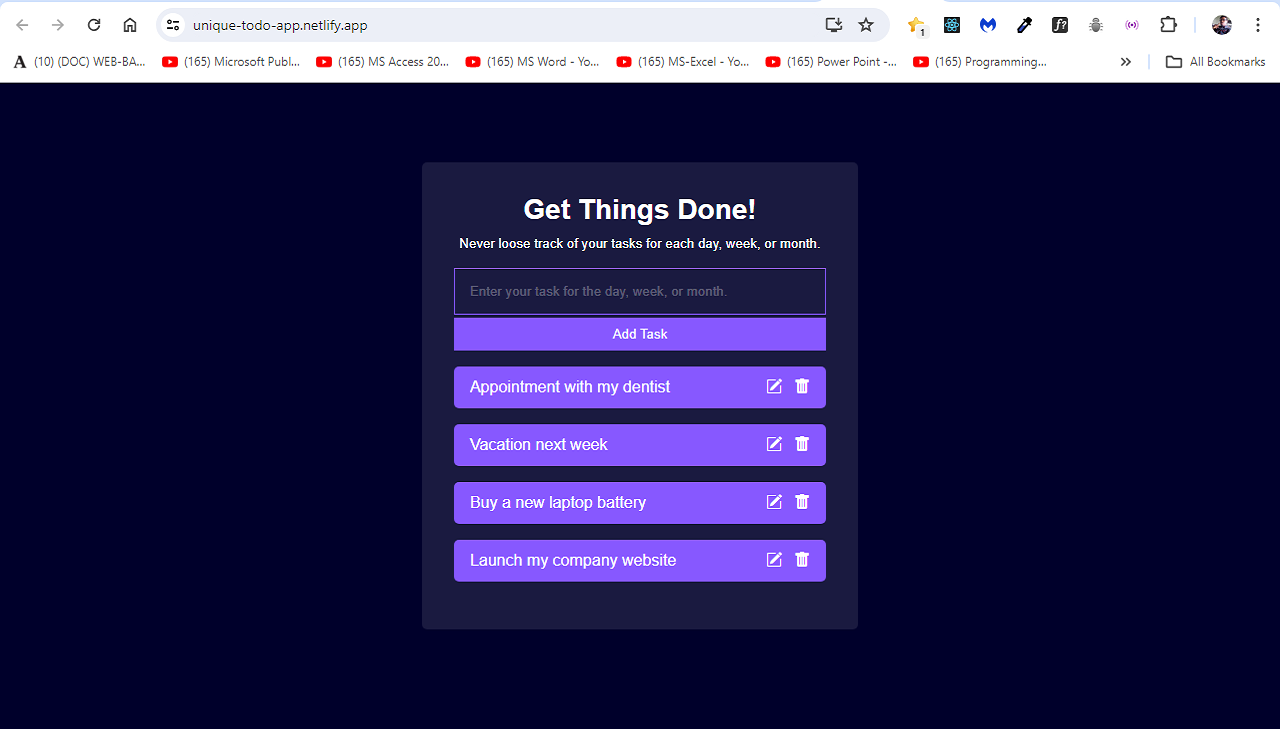 unique-todo-app.netlify.app
1
f?
A (10) (DOC) WEB-BA... (165) Microsoft Publ... (165) MS Access 20... (165) MS Word - Yo... (165) MS-Excel - Yo... (165) Power Point -... (165) Programming... All Bookmarks
Get Things Done!
Never loose track of your tasks for each day, week, or month.
Enter your task for the day, week, or month.
Add Task
Appointment with my dentist
Vacation next week
Buy a new laptop battery
Launch my company website